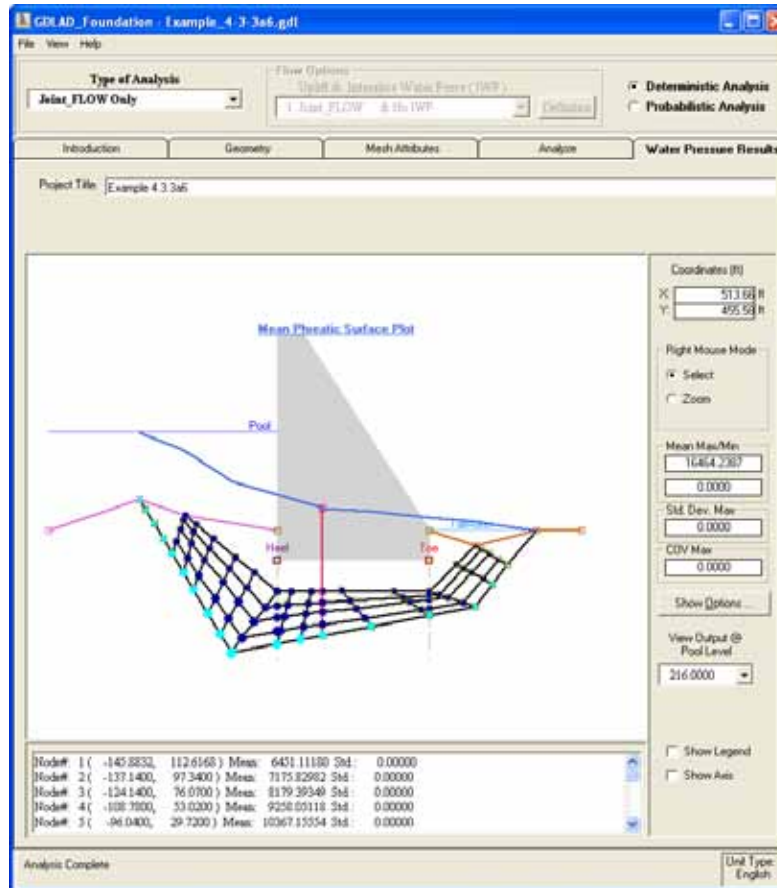 GDLAD_Foundation - Example_4-3-3a6.gdl
File View Help
Type of Analysis
Joint_FLOW Only
Flow Options
Uplift & Intensive Water Force (IWF)
1 Joint_FLOW & No IWF
Definition
Deterministic Analysis
Probabilistic Analysis
Introduction
Geometry
Mesh Attributes
Analyze
Water Pressure Results
Project Title: Example 4.3.3a6
Mean Phreatic Surface Plot
Pool
Heel
Toe
Coordinates (ft)
X: 513.66 ft
Y: 455.58 ft
Right Mouse Mode
Select
Zoom
Mean Max/Min
16464.2387
0.0000
Std. Dev. Max
0.0000
COV Max
0.0000
Show Options ...
View Output @
Pool Level
216.0000
Show Legend
Show Axis
Node#: 1 ( -145.8832, 112.6168 ) Mean: 6451.11180 Std.: 0.00000
Node#: 2 ( -137.1400, 97.3400 ) Mean: 7175.82982 Std.: 0.00000
Node#: 3 ( -124.1400, 76.0700 ) Mean: 8179.39349 Std.: 0.00000
Node#: 4 ( -108.7800, 53.0200 ) Mean: 9258.05118 Std.: 0.00000
Node#: 5 ( -96.0400, 29.7200 ) Mean: 10367.15554 Std.: 0.00000
Analysis Complete
Unit Type:
English